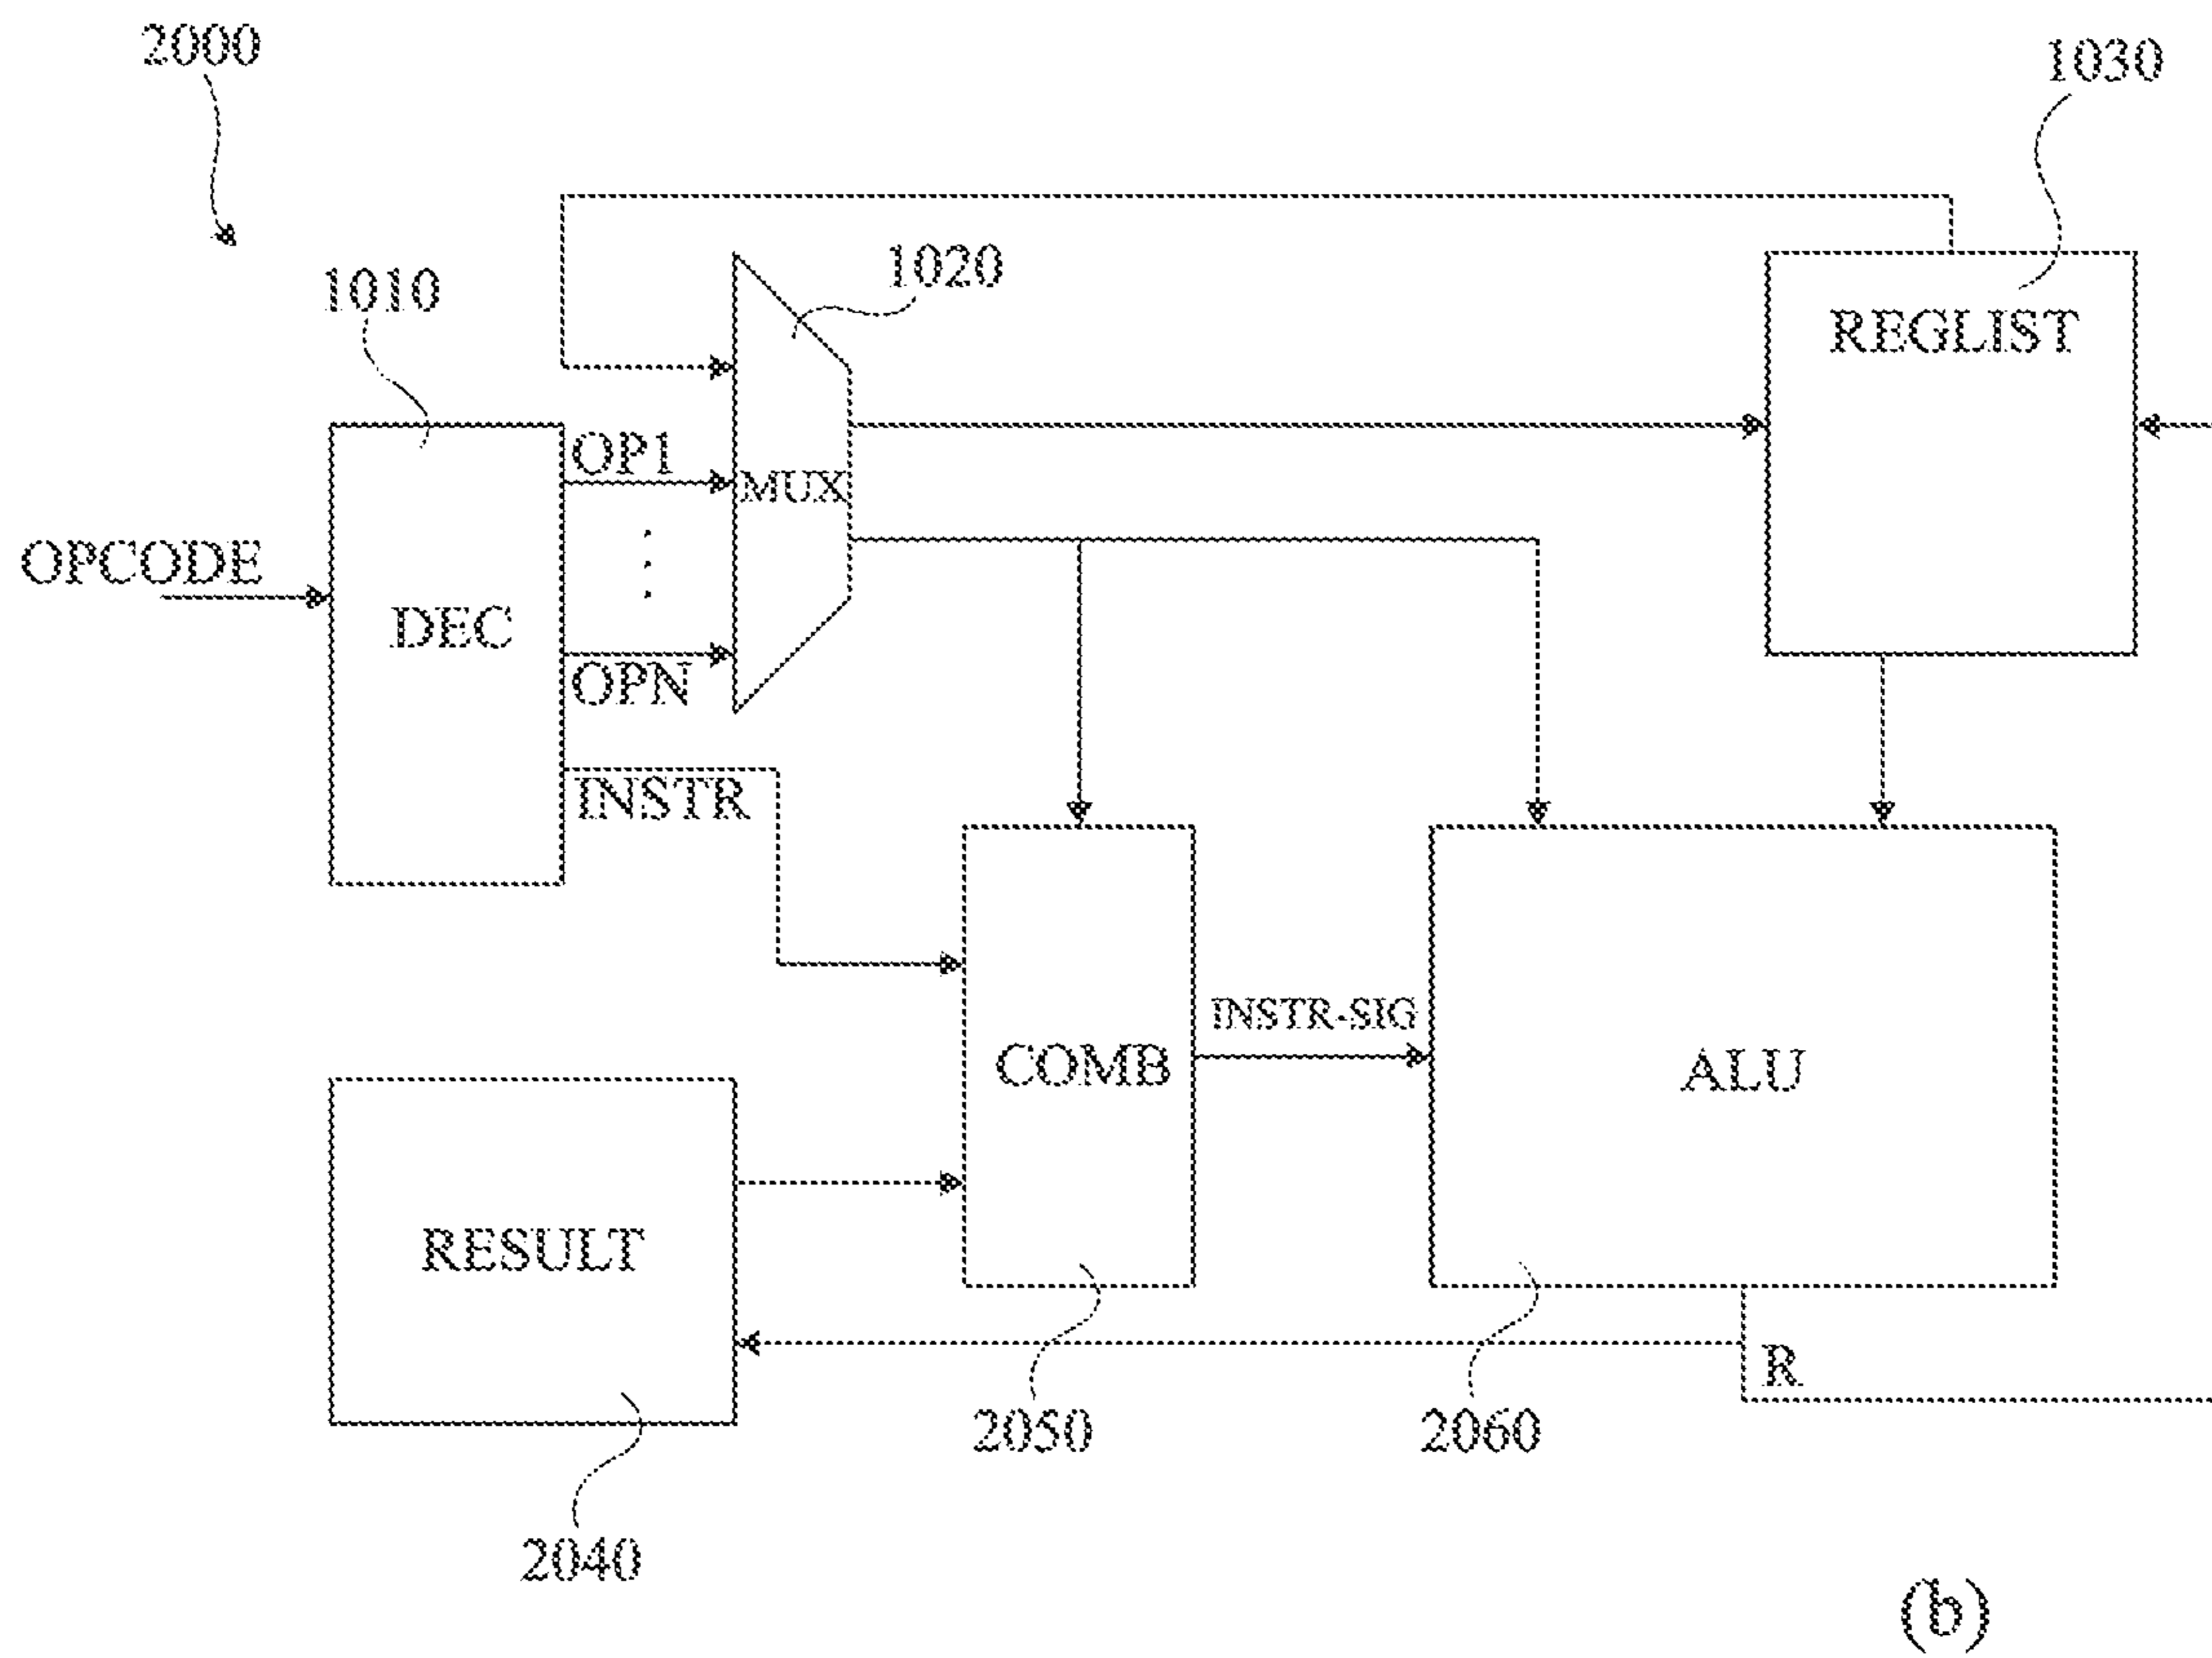 2000
1030
1020
1010
REGLIST
OP1
MUX
OPCODE
DEC
OPN
INSTR
INSTR-SIG
COMB
ALU
RESULT
R
2050
2060
2040
(b)